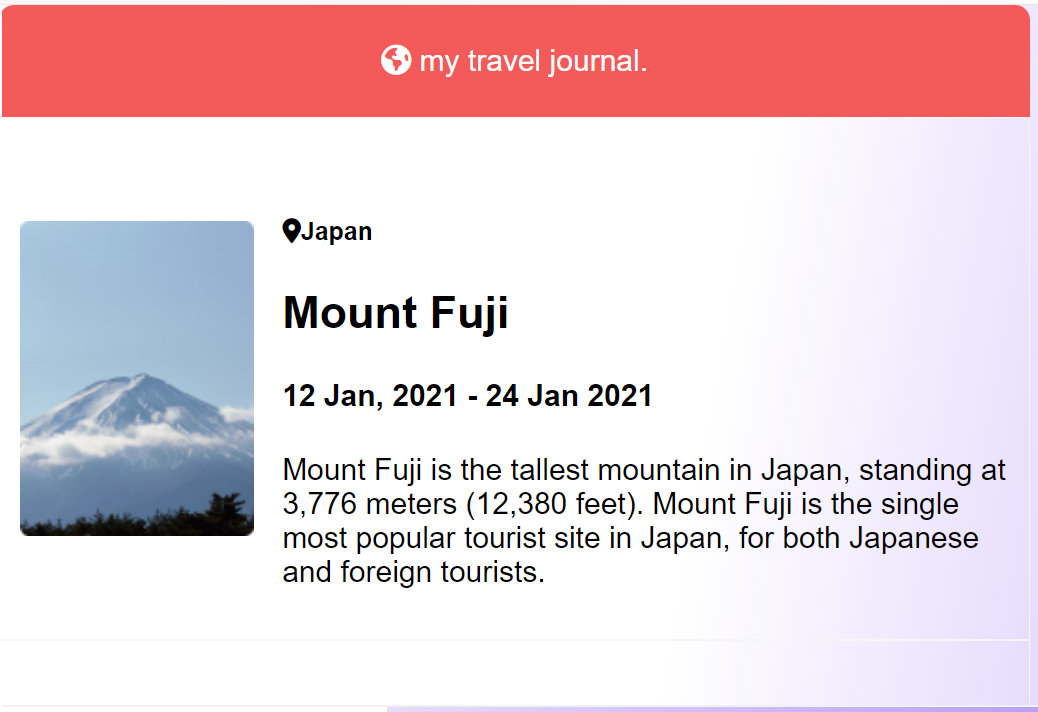 my travel journal.
Japan
Mount Fuji
12 Jan, 2021 - 24 Jan 2021
Mount Fuji is the tallest mountain in Japan, standing at
3,776 meters (12,380 feet). Mount Fuji is the single
most popular tourist site in Japan, for both Japanese
and foreign tourists.